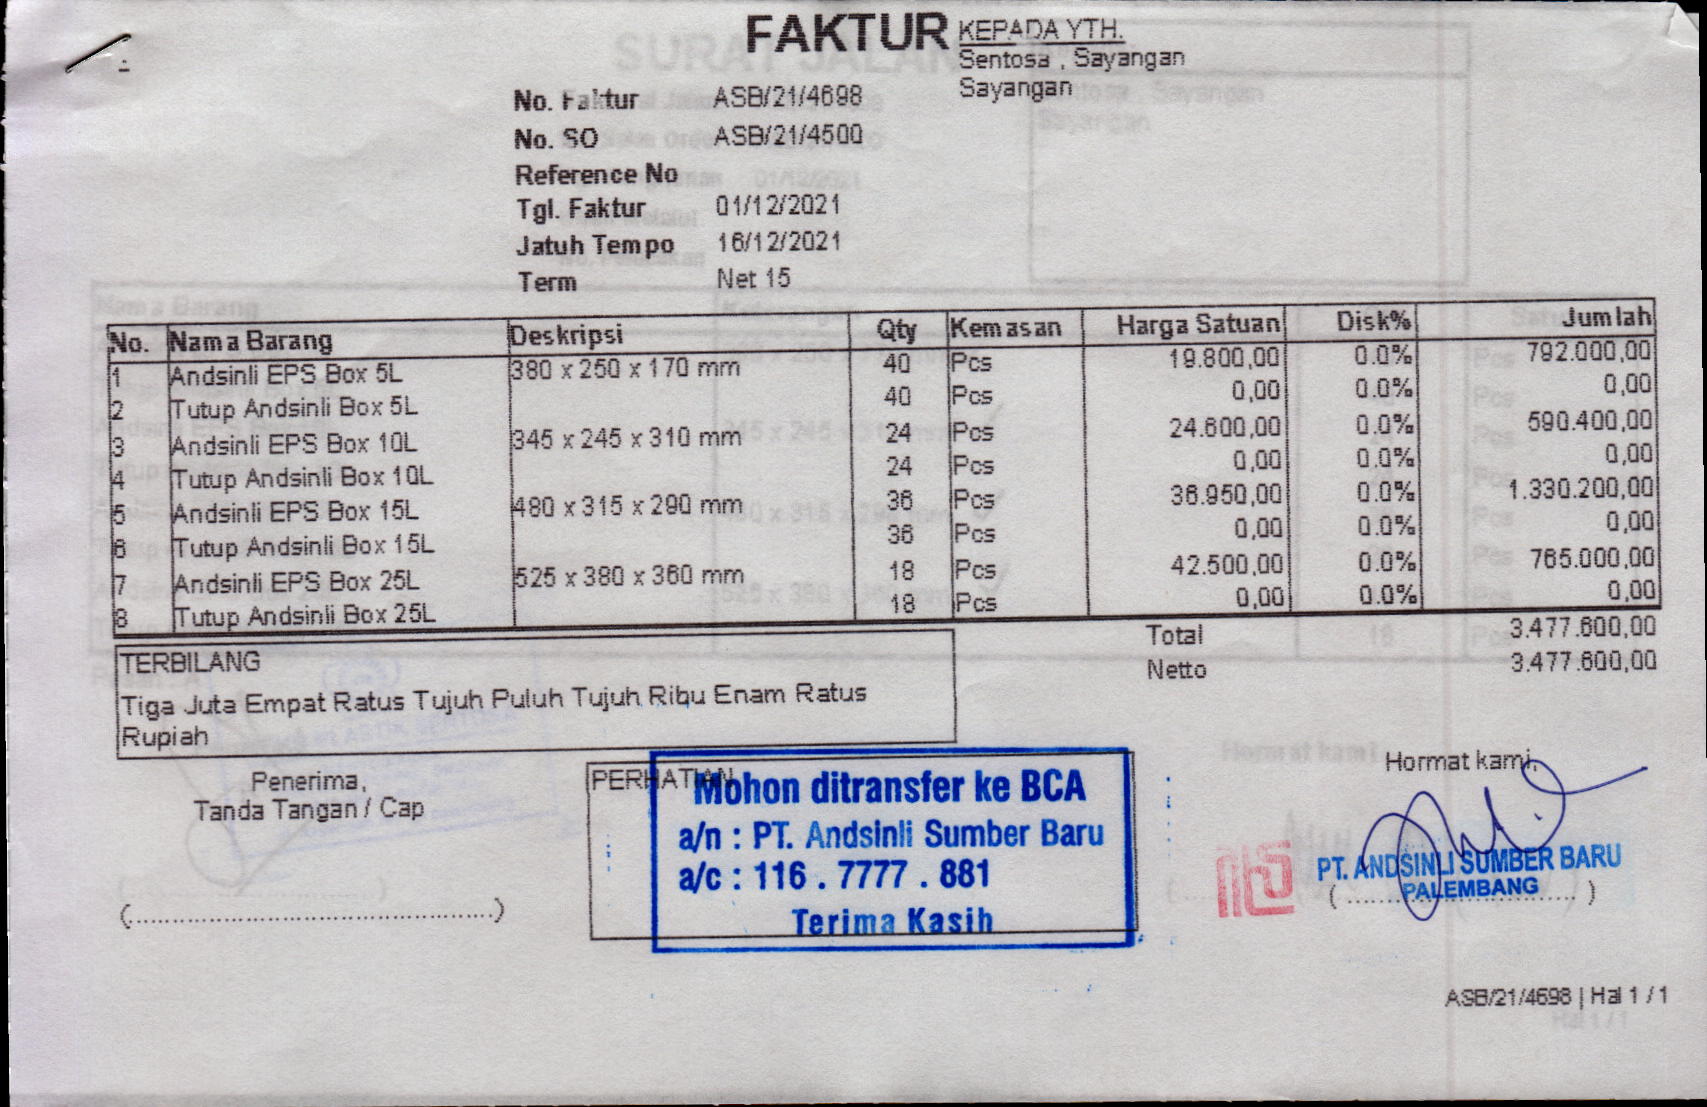 FAKTUR
KEPADA YTH.
Sentosa , Sayangan
Sayangan
No. Faktur ASB/21/4698
No. SO ASB/21/4500
Reference No
Tgl. Faktur 01/12/2021
Jatuh Tempo 16/12/2021
Term Net 15
No. Nama Barang Deskripsi Qty Kemasan Harga Satuan Disk% Jumlah
1 Andsinli EPS Box 5L 380 x 250 x 170 mm 40 Pcs 19.800,00 0.0% 792.000,00
2 Tutup Andsinli Box 5L 40 Pcs 0,00 0.0% 0,00
3 Andsinli EPS Box 10L 345 x 245 x 310 mm 24 Pcs 24.600,00 0.0% 590.400,00
4 Tutup Andsinli Box 10L 24 Pcs 0,00 0.0% 0,00
5 Andsinli EPS Box 15L 480 x 315 x 290 mm 36 Pcs 36.950,00 0.0% 1.330.200,00
6 Tutup Andsinli Box 15L 36 Pcs 0,00 0.0% 0,00
7 Andsinli EPS Box 25L 525 x 380 x 360 mm 18 Pcs 42.500,00 0.0% 765.000,00
8 Tutup Andsinli Box 25L 18 Pcs 0,00 0.0% 0,00
Total 3.477.600,00
Netto 3.477.600,00
TERBILANG
Tiga Juta Empat Ratus Tujuh Puluh Tujuh Ribu Enam Ratus
Rupiah
Penerima,
Tanda Tangan / Cap
(................................................)
PERHATIAN
Mohon ditransfer ke BCA
a/n : PT. Andsinli Sumber Baru
a/c : 116 . 7777 . 881
Terima Kasih
Hormat kami,
PT. ANDSINLI SUMBER BARU
PALEMBANG
(................................)
ASB/21/4698 | Hal 1 / 1